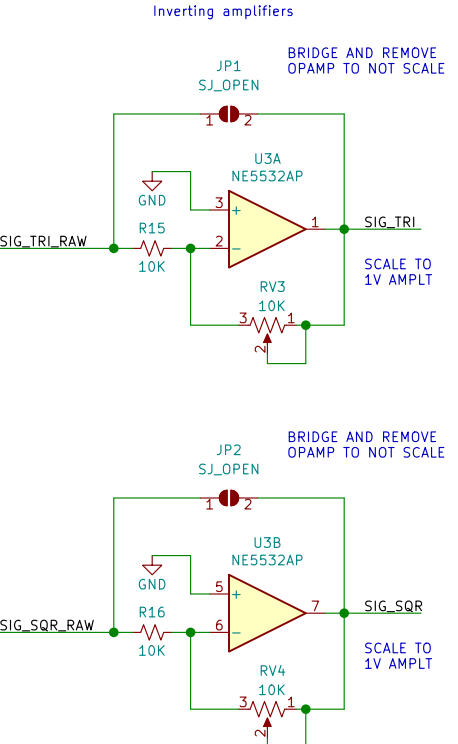 Inverting amplifiers
BRIDGE AND REMOVE
OPAMP TO NOT SCALE
JP1
SJ_OPEN
1 2
U3A
NE5532AP
GND
3
+
1
SIG_TRI
SIG_TRI_RAW
R15
10K
2
−
SCALE TO
1V AMPLT
RV3
10K
3 1
2
BRIDGE AND REMOVE
OPAMP TO NOT SCALE
JP2
SJ_OPEN
1 2
U3B
NE5532AP
GND
5
+
7
SIG_SQR
SIG_SQR_RAW
R16
10K
6
−
SCALE TO
1V AMPLT
RV4
10K
3 1
2